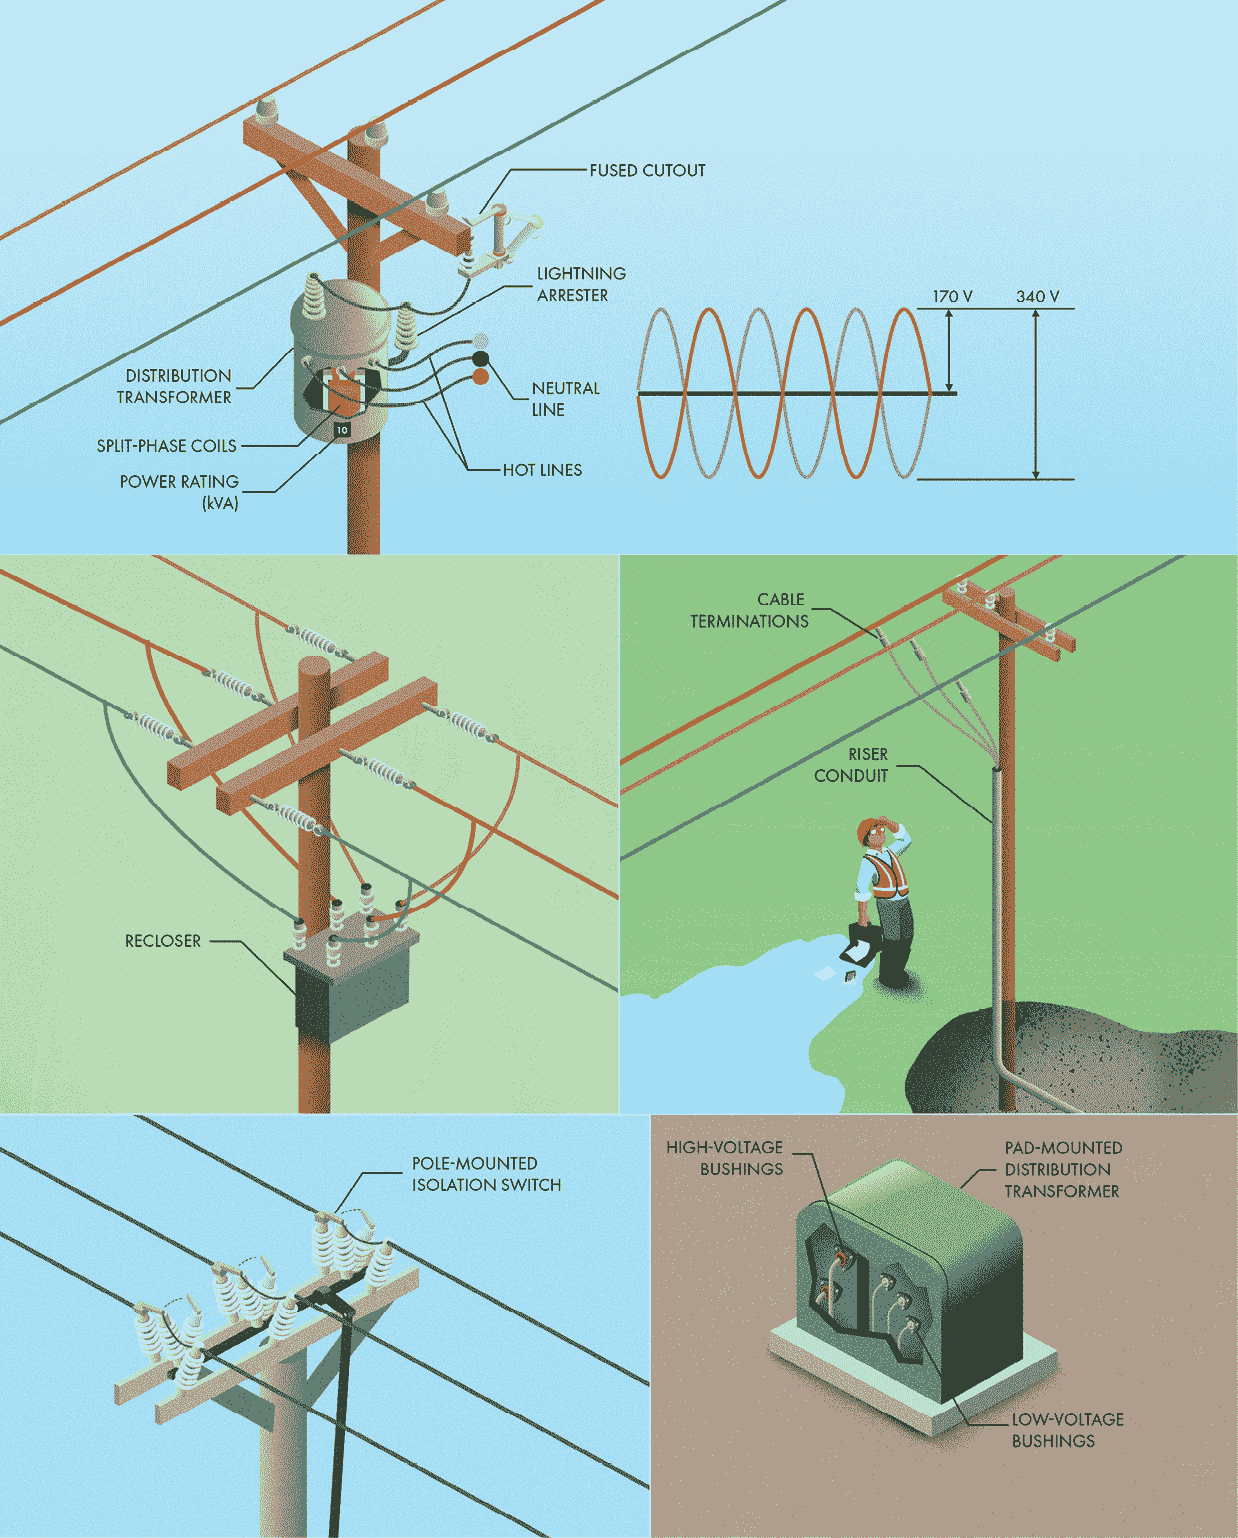 FUSED CUTOUT
LIGHTNING
ARRESTER
170 V
340 V
DISTRIBUTION
TRANSFORMER
NEUTRAL
LINE
SPLIT-PHASE COILS
10
HOT LINES
POWER RATING
(kVA)
CABLE
TERMINATIONS
RISER
CONDUIT
RECLOSER
POLE-MOUNTED
ISOLATION SWITCH
HIGH-VOLTAGE
BUSHINGS
PAD-MOUNTED
DISTRIBUTION
TRANSFORMER
LOW-VOLTAGE
BUSHINGS